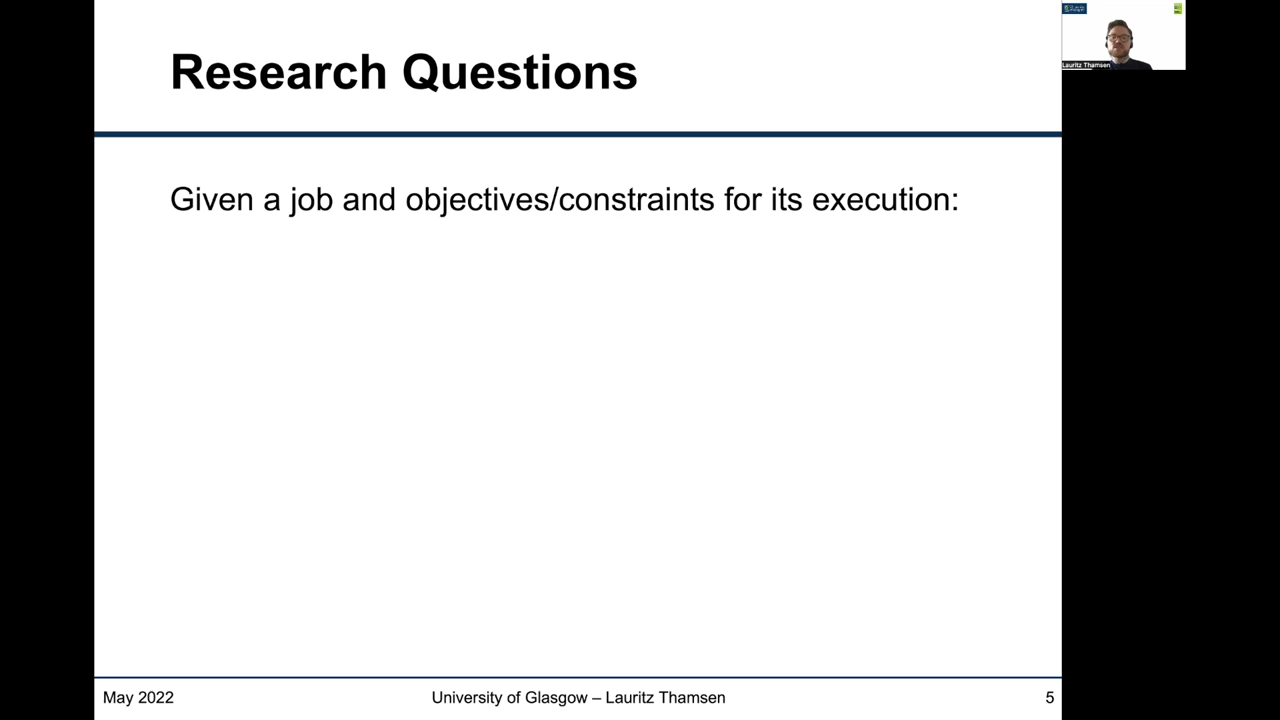 Research Questions
Given a job and objectives/constraints for its execution:
May 2022
University of Glasgow – Lauritz Thamsen
5
Lauritz Thamsen